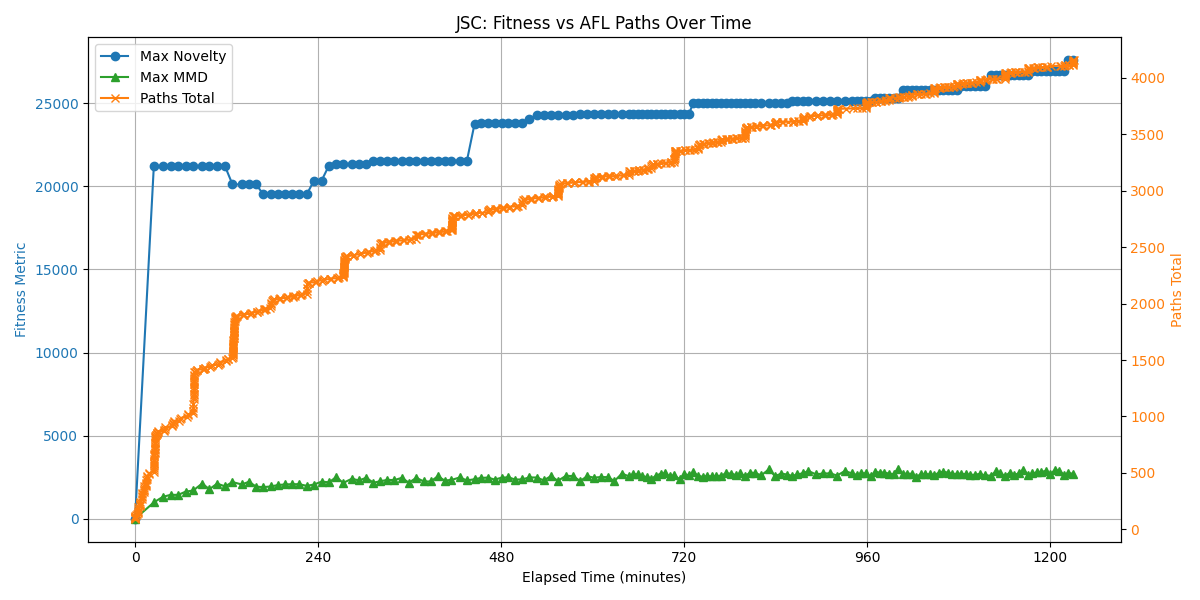 JSC: Fitness vs AFL Paths Over Time
Max Novelty
Max MMD
Paths Total
Fitness Metric
25000
20000
15000
10000
5000
0
Paths Total
4000
3500
3000
2500
2000
1500
1000
500
0
0 240 480 720 960 1200
Elapsed Time (minutes)